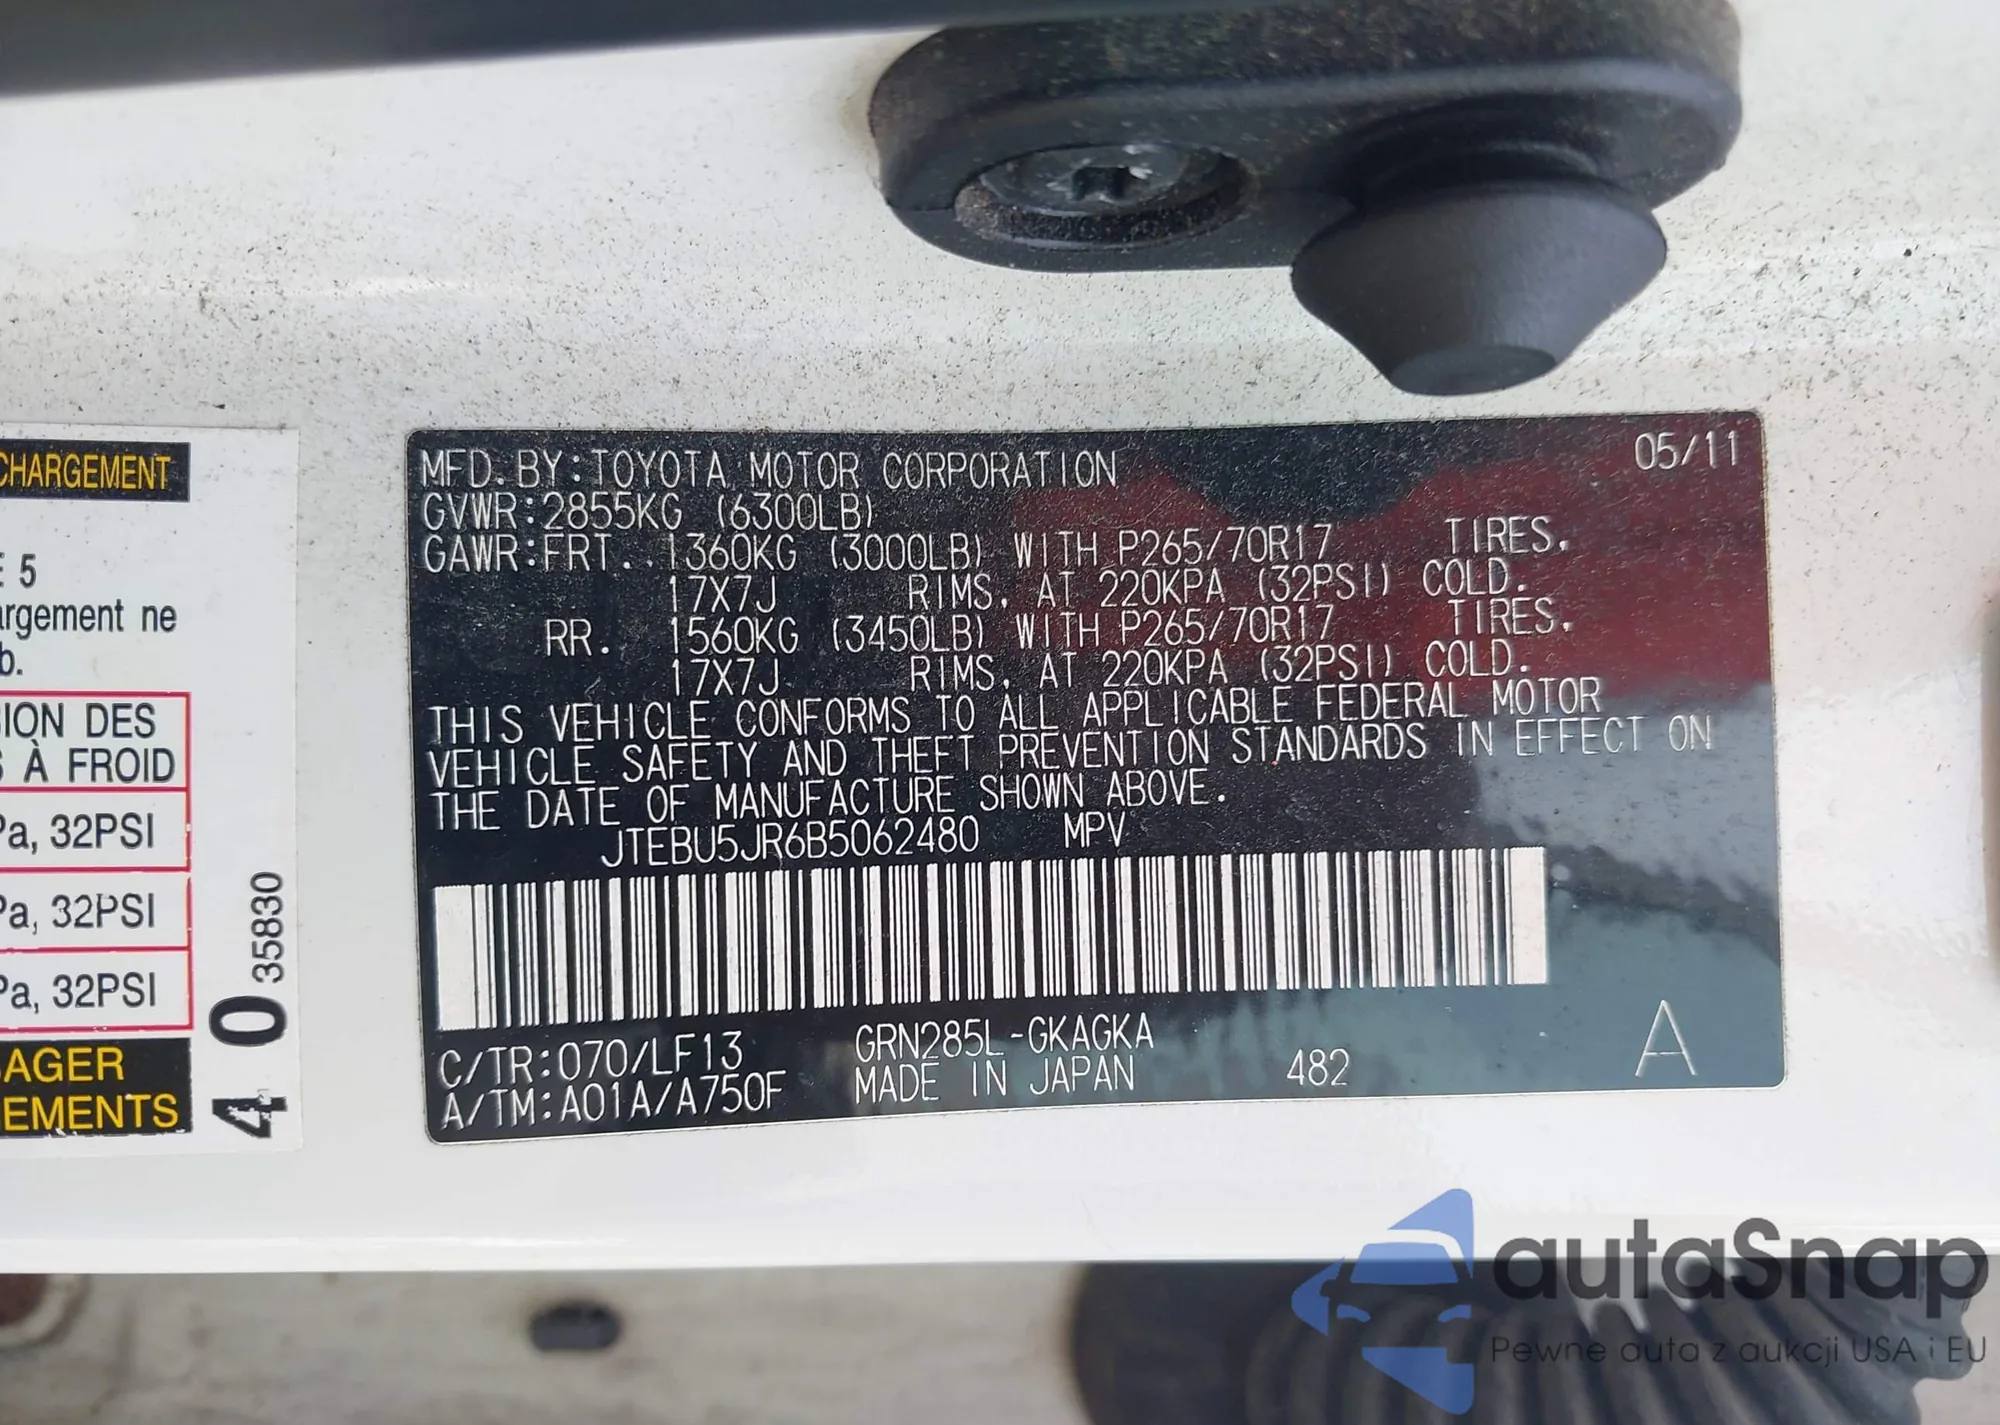 CHARGEMENT
E 5
argement ne
b.
ION DES
S À FROID
Pa, 32PSI
Pa, 32PSI
Pa, 32PSI
AGER
EMENTS
4 0 35830
MFD. BY:TOYOTA MOTOR CORPORATION 05/11
GVWR:2855KG (6300LB)
GAWR:FRT. . 1360KG (3000LB) WITH P265/70R17 TIRES,
17X7J RIMS, AT 220KPA (32PSI) COLD.
RR. 1560KG (3450LB) WITH P265/70R17 TIRES,
17X7J RIMS, AT 220KPA (32PSI) COLD.
THIS VEHICLE CONFORMS TO ALL APPLICABLE FEDERAL MOTOR
VEHICLE SAFETY AND THEFT PREVENTION STANDARDS IN EFFECT ON
THE DATE OF MANUFACTURE SHOWN ABOVE.
JTEBU5JR6B5062480 MPV
C/TR:070/LF13 GRN285L-GKAGKA
A/TM:A01A/A750F MADE IN JAPAN 482 A
autaSnap
Pewne auta z aukcji USA i EU